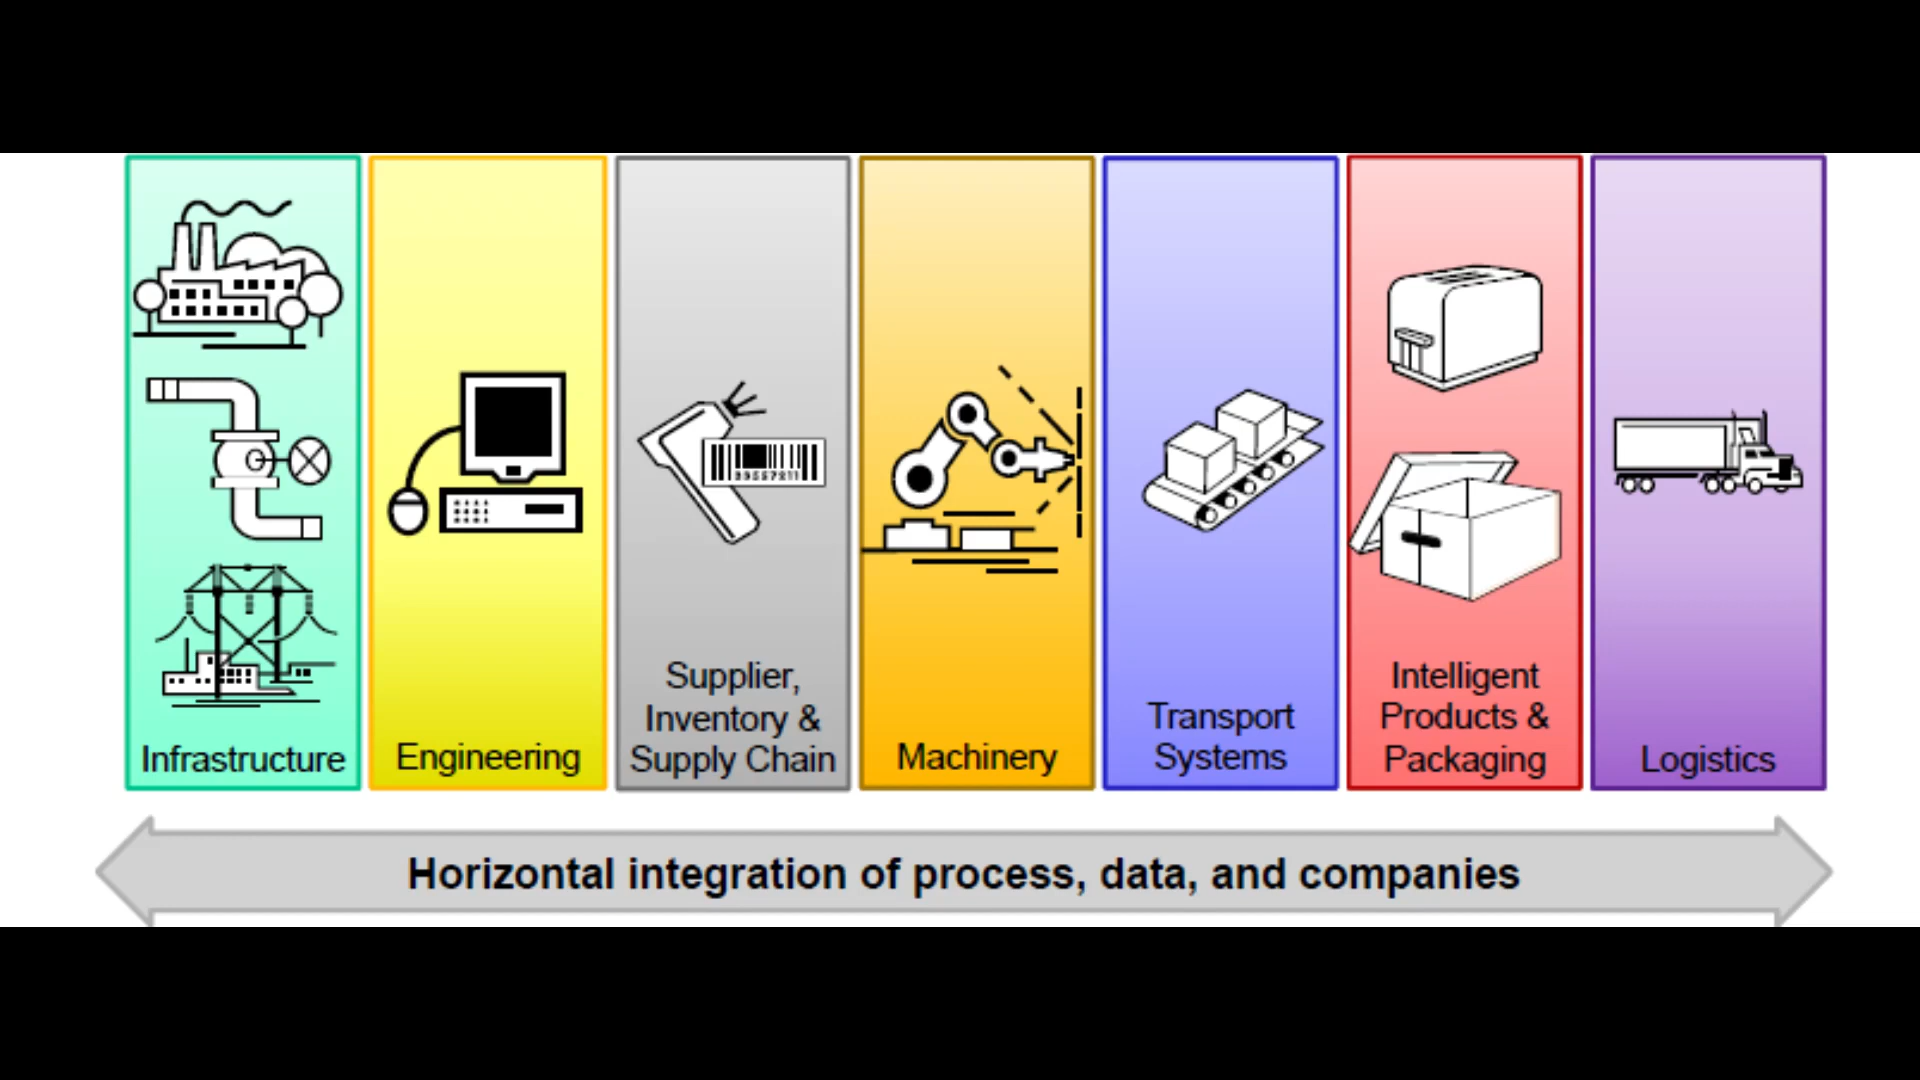 Infrastructure
Engineering
Supplier,
Inventory &
Supply Chain
Machinery
Transport
Systems
Intelligent
Products &
Packaging
Logistics
Horizontal integration of process, data, and companies